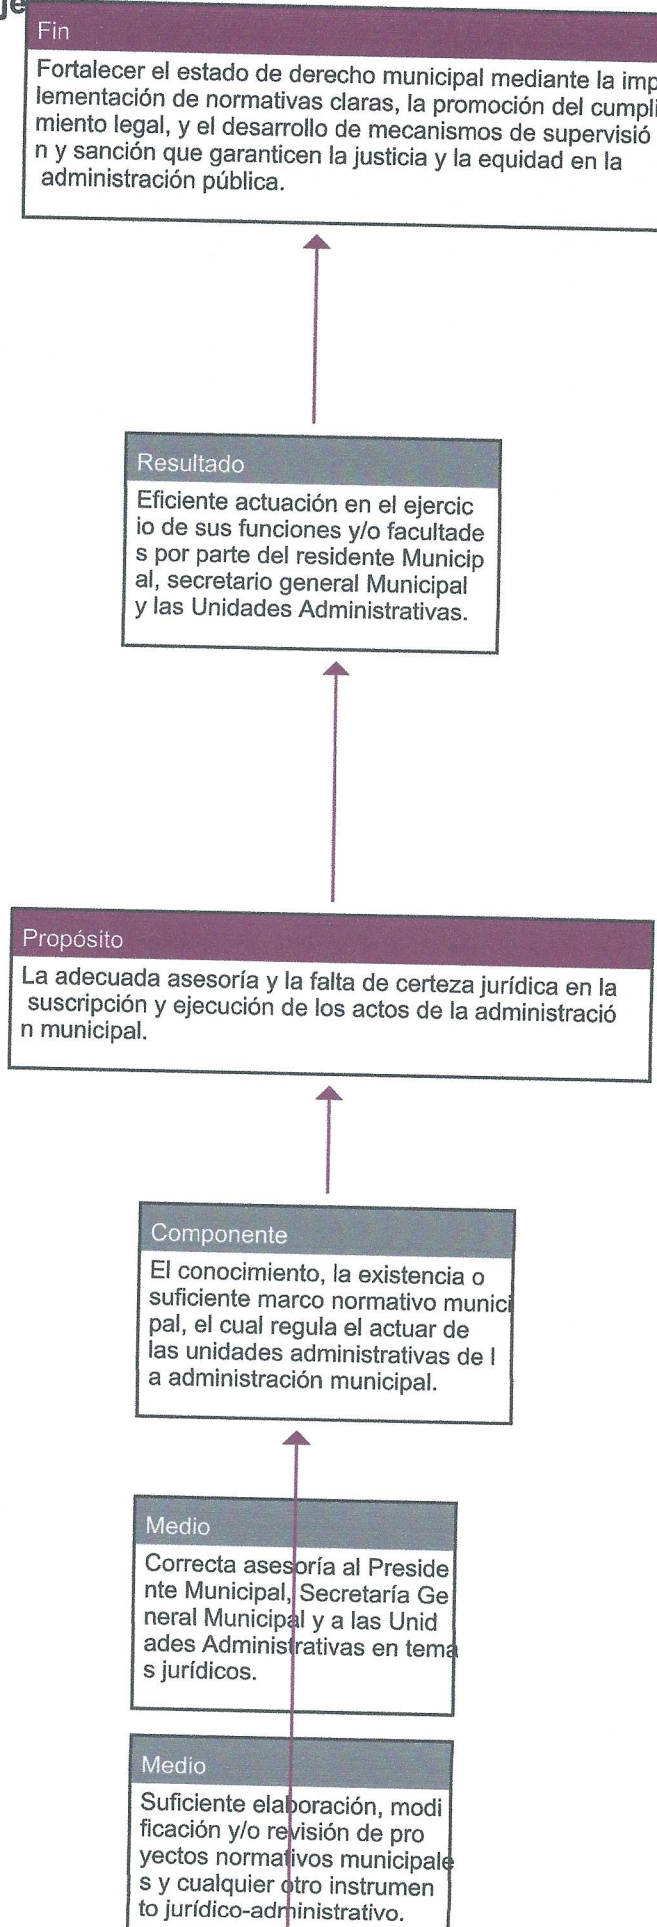 je
Fin
Fortalecer el estado de derecho municipal mediante la imp
lementación de normativas claras, la promoción del cumpli
miento legal, y el desarrollo de mecanismos de supervisió
n y sanción que garanticen la justicia y la equidad en la
administración pública.
Resultado
Eficiente actuación en el ejercic
io de sus funciones y/o facultade
s por parte del residente Municip
al, secretario general Municipal
y las Unidades Administrativas.
Propósito
La adecuada asesoría y la falta de certeza jurídica en la
suscripción y ejecución de los actos de la administració
n municipal.
Componente
El conocimiento, la existencia o
suficiente marco normativo munici
pal, el cual regula el actuar de
las unidades administrativas de l
a administración municipal.
Medio
Correcta asesoría al Preside
nte Municipal, Secretaría Ge
neral Municipal y a las Unid
ades Administrativas en tema
s jurídicos.
Medio
Suficiente elaboración, modi
ficación y/o revisión de pro
yectos normativos municipale
s y cualquier otro instrumen
to jurídico-administrativo.